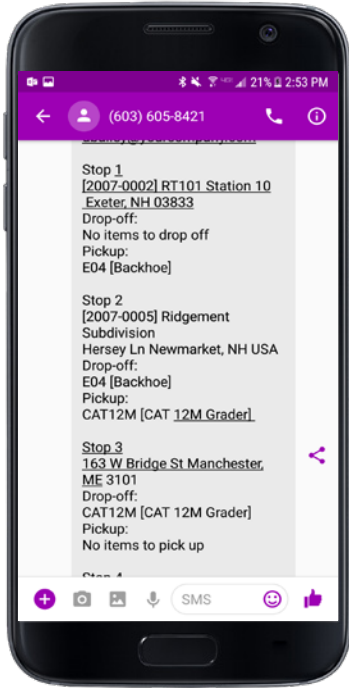 21% 2:53 PM
(603) 605-8421
Stop 1
[2007-0002] RT101 Station 10
Exeter, NH 03833
Drop-off:
No items to drop off
Pickup:
E04 [Backhoe]
Stop 2
[2007-0005] Ridgement
Subdivision
Hersey Ln Newmarket, NH USA
Drop-off:
E04 [Backhoe]
Pickup:
CAT12M [CAT 12M Grader]
Stop 3
163 W Bridge St Manchester,
ME 3101
Drop-off:
CAT12M [CAT 12M Grader]
Pickup:
No items to pick up
SMS